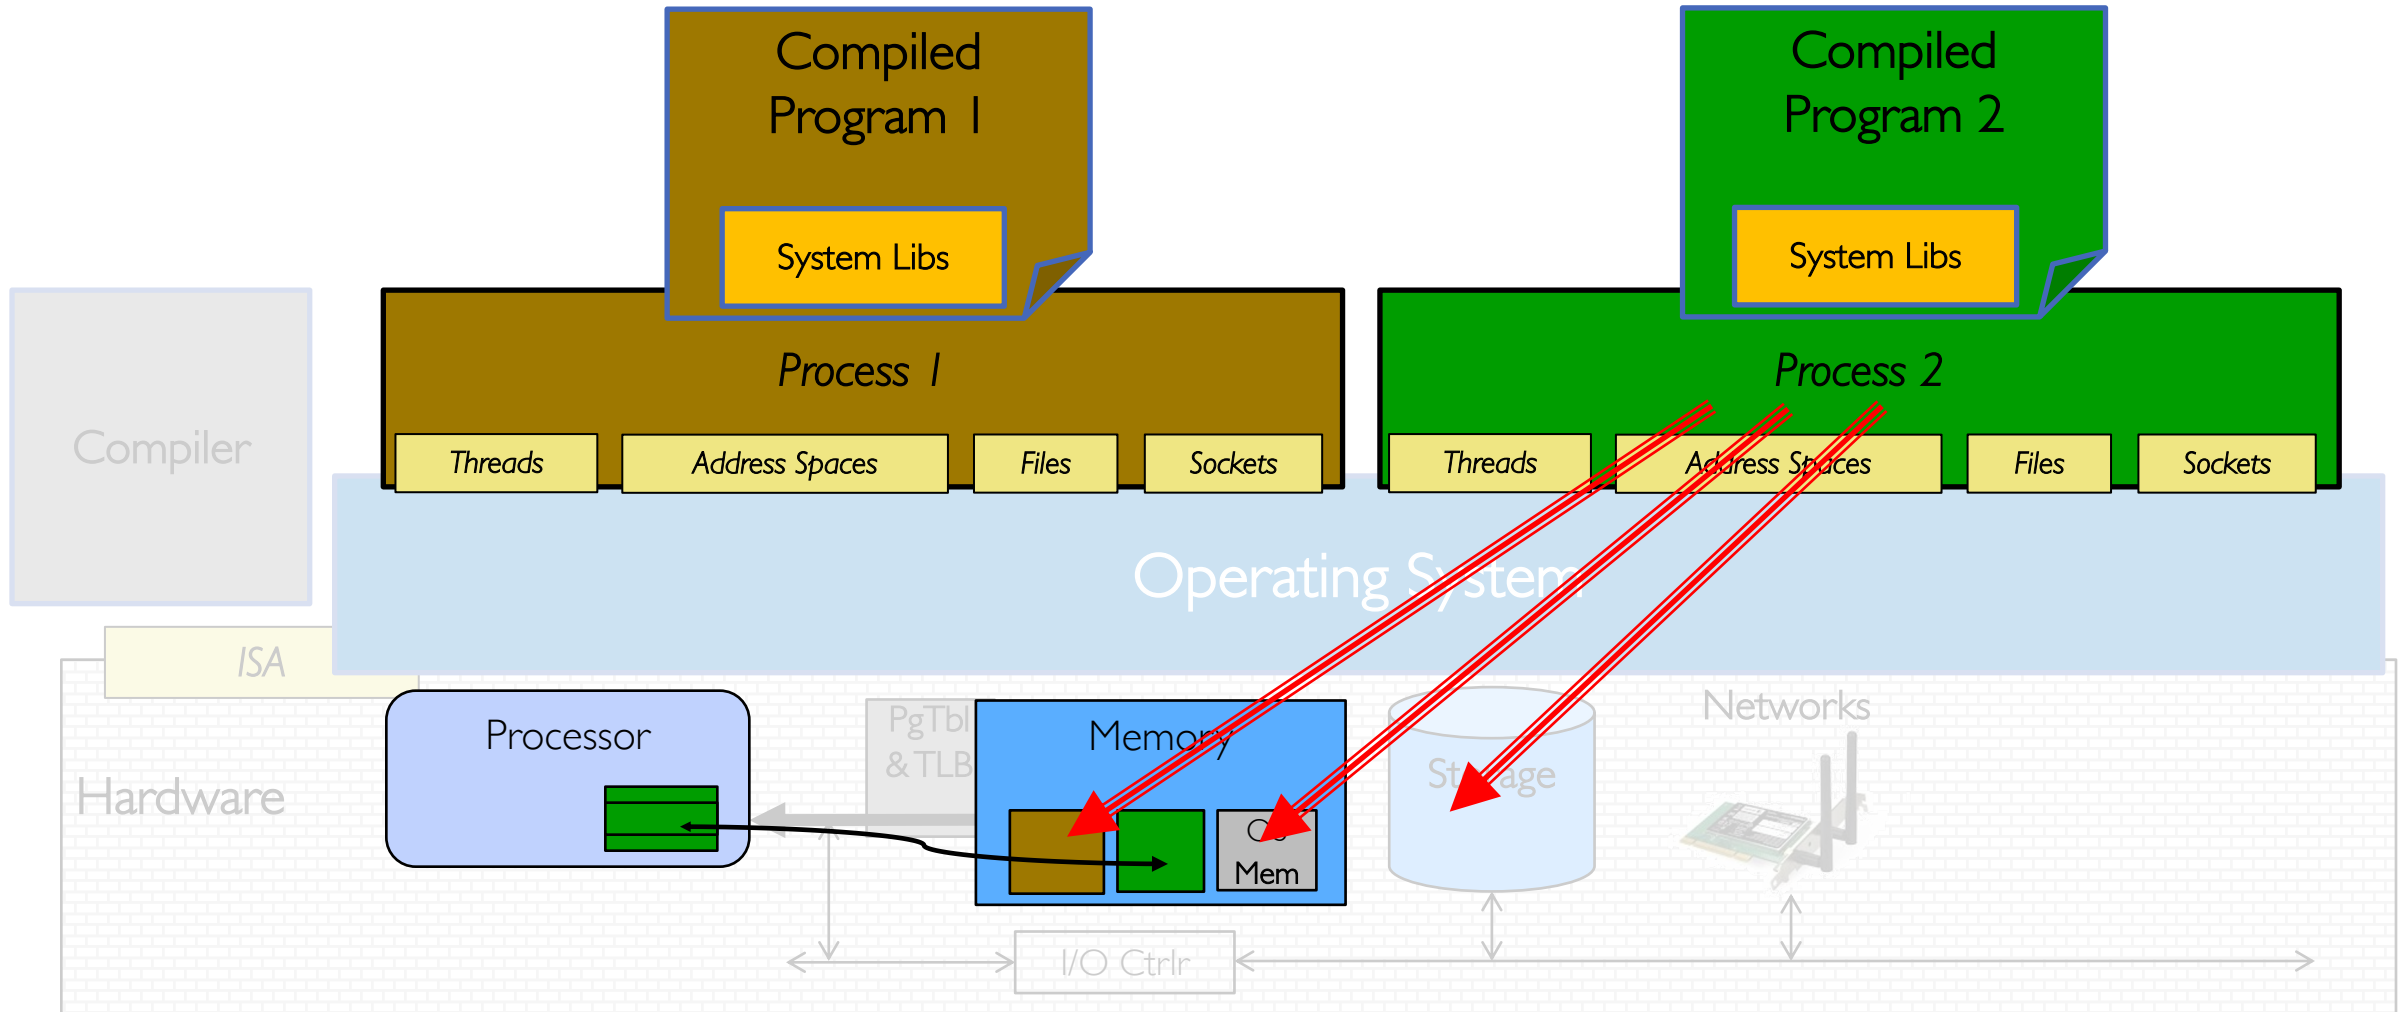 Compiled
Program 1
System Libs
Compiled
Program 2
System Libs
Process 1
Threads
Address Spaces
Files
Sockets
Process 2
Threads
Address Spaces
Files
Sockets
Compiler
Operating System
ISA
Hardware
Processor
PgTbl
& TLB
Memory
OS
Mem
Storage
Networks
I/O Ctrlr